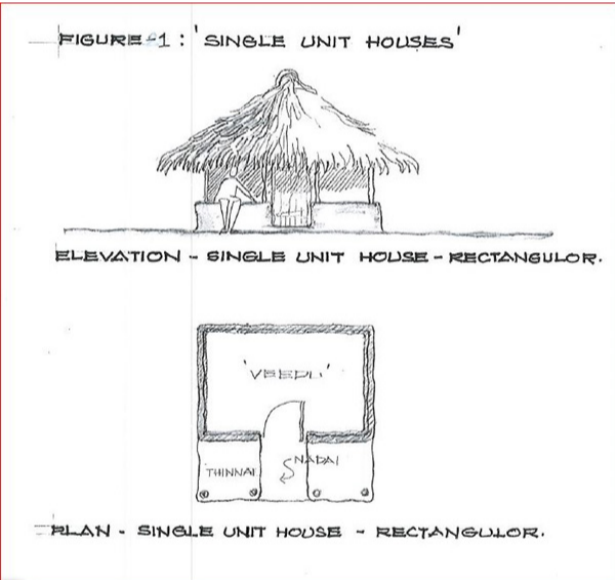 FIGURE-1 : 'SINGLE UNIT HOUSES'
ELEVATION - SINGLE UNIT HOUSE - RECTANGULOR.
'VEEDU'
THINNAI
NADAI
PLAN - SINGLE UNIT HOUSE - RECTANGULOR.